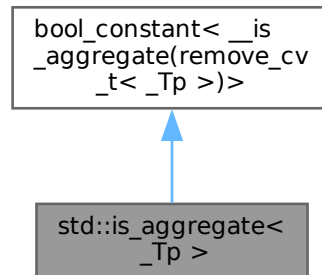 bool_constant< __is
_aggregate(remove_cv
_t< _Tp >)>
std::is_aggregate<
_Tp >